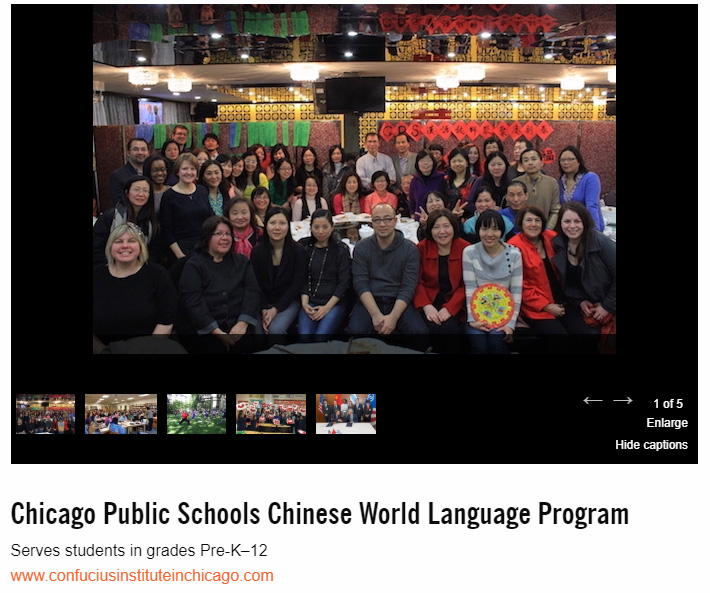 1 of 5
Enlarge
Hide captions
Chicago Public Schools Chinese World Language Program
Serves students in grades Pre-K–12
www.confuciusinstituteinchicago.com